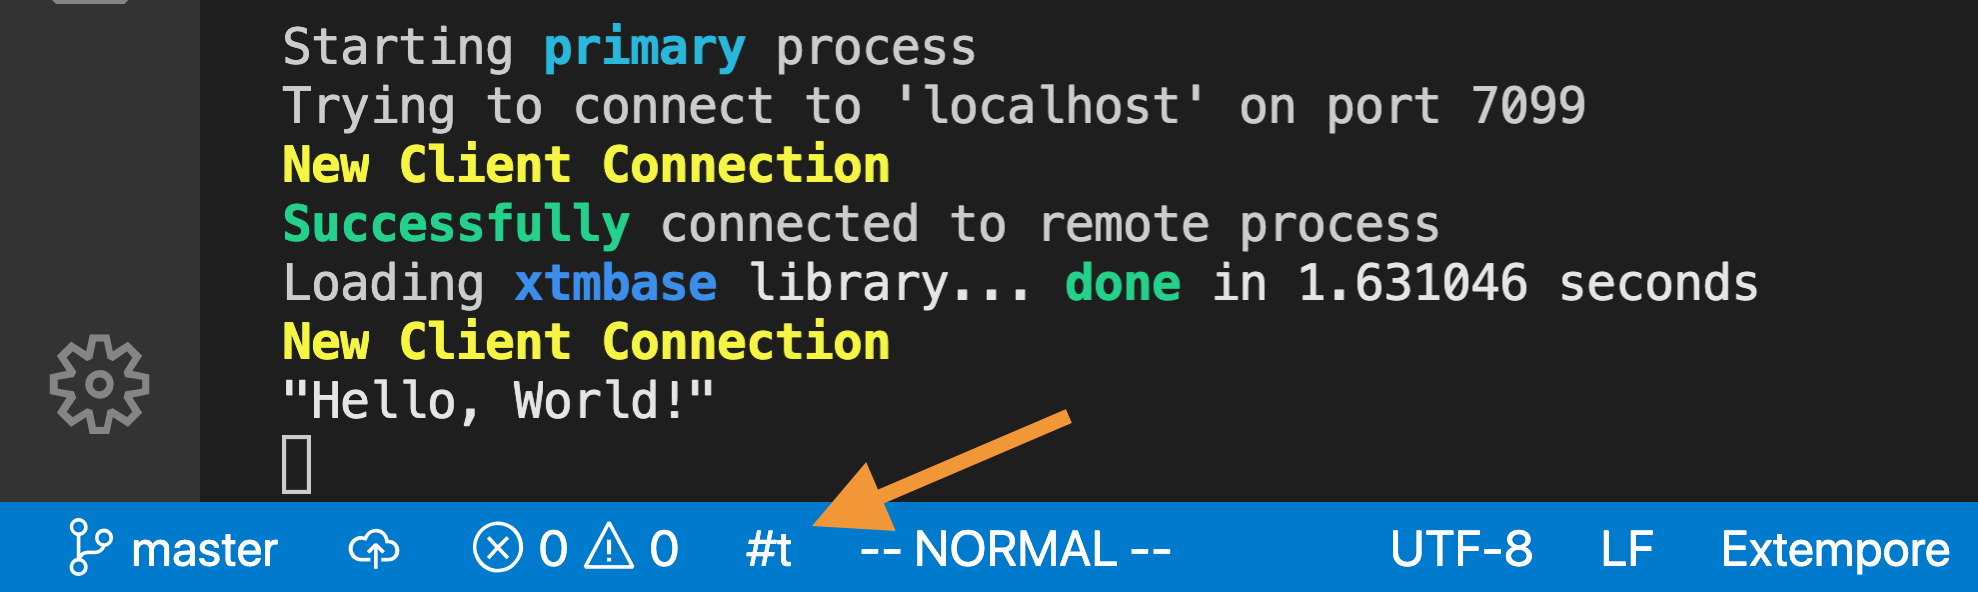 Starting primary process
Trying to connect to 'localhost' on port 7099
New Client Connection
Successfully connected to remote process
Loading xtmbase library... done in 1.631046 seconds
New Client Connection
"Hello, World!"
master 0 0 #t -- NORMAL -- UTF-8 LF Extempore